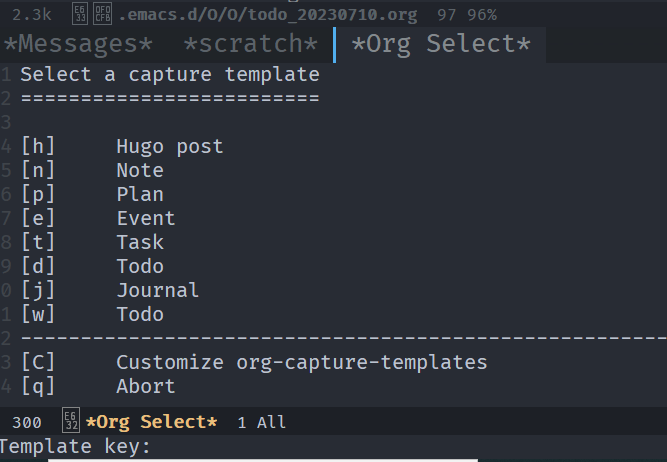 2.3k .emacs.d/O/O/todo_20230710.org 97 96%
*Messages* *scratch* *Org Select*
1 Select a capture template
2 =========================
3
4 [h] Hugo post
5 [n] Note
6 [p] Plan
7 [e] Event
8 [t] Task
9 [d] Todo
0 [j] Journal
1 [w] Todo
2 ------------------------------------------------------
3 [C] Customize org-capture-templates
4 [q] Abort
300 E632 *Org Select* 1 All
Template key: